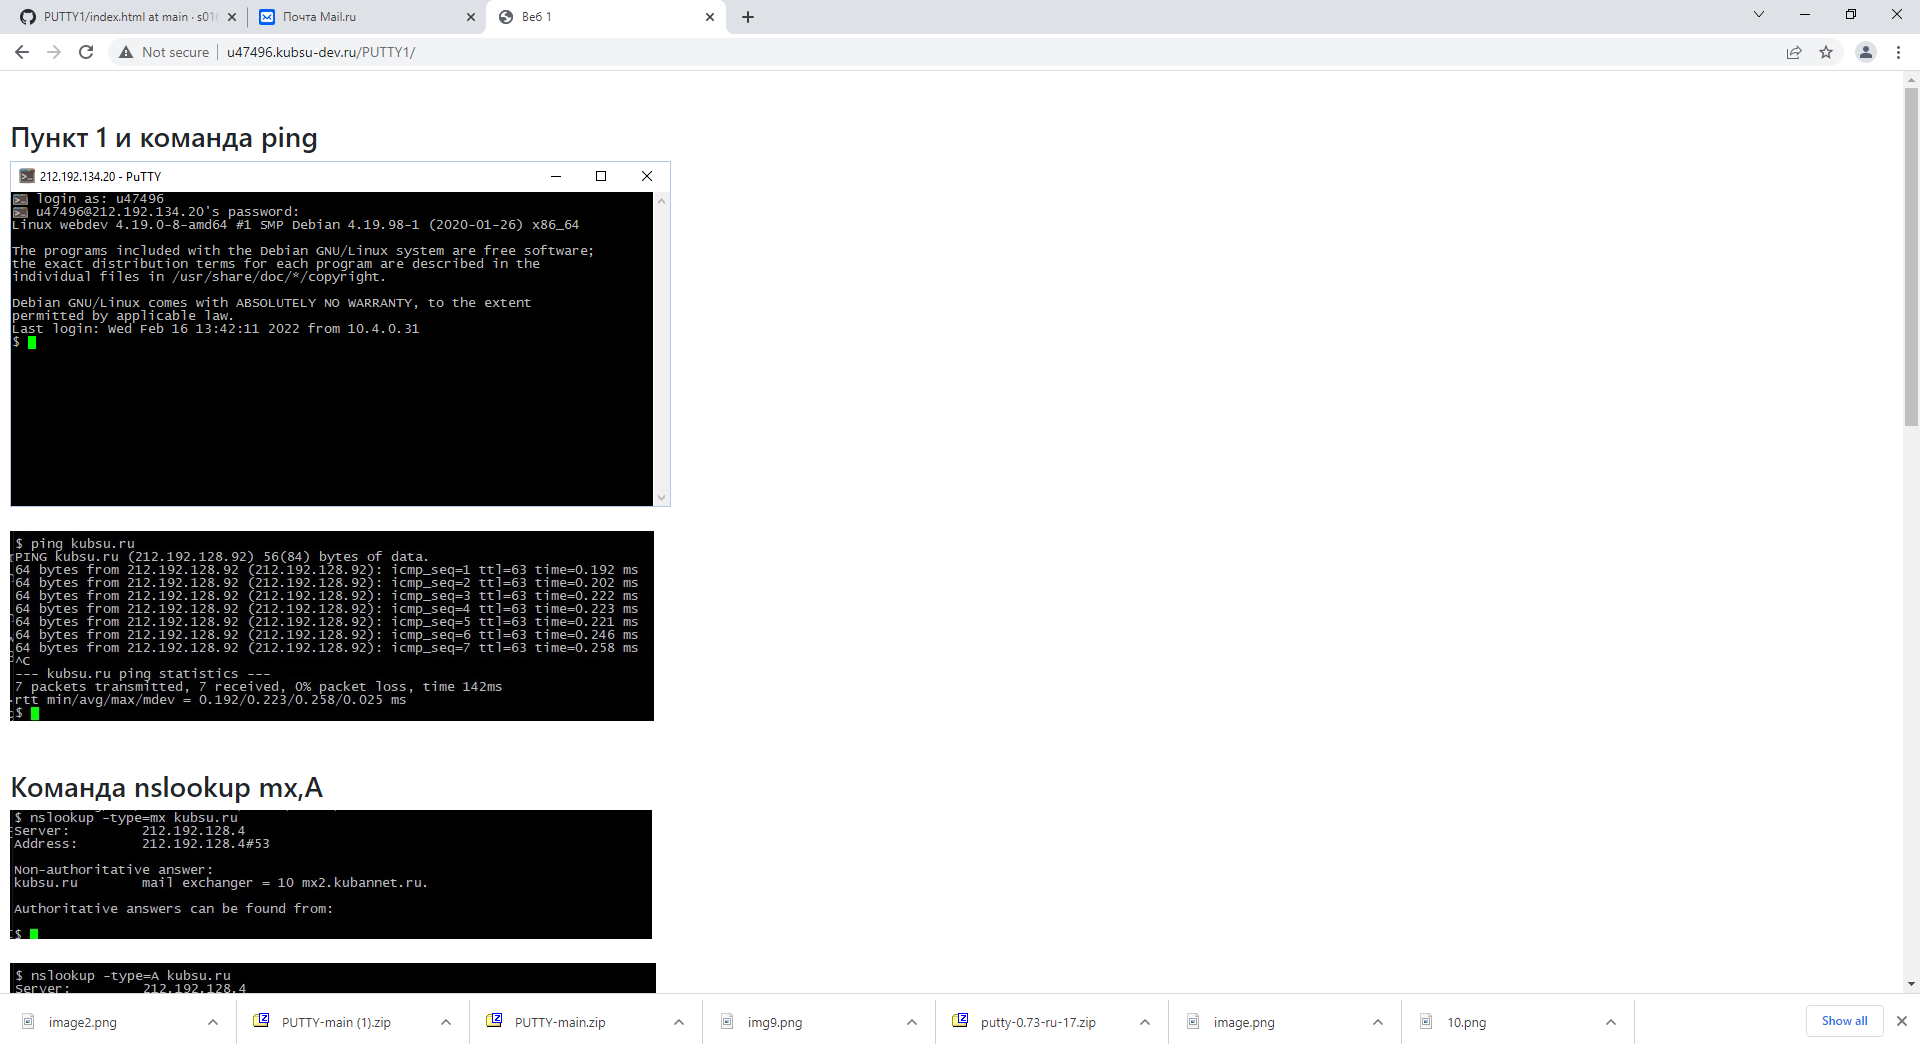 PUTTY1/index.html at main · s016
Почта Mail.ru
Веб 1
Not secure
u47496.kubsu-dev.ru/PUTTY1/
Пункт 1 и команда ping
212.192.134.20 - PuTTY
login as: u47496
u47496@212.192.134.20's password:
Linux webdev 4.19.0-8-amd64 #1 SMP Debian 4.19.98-1 (2020-01-26) x86_64
The programs included with the Debian GNU/Linux system are free software;
the exact distribution terms for each program are described in the
individual files in /usr/share/doc/*/copyright.
Debian GNU/Linux comes with ABSOLUTELY NO WARRANTY, to the extent
permitted by applicable law.
Last login: Wed Feb 16 13:42:11 2022 from 10.4.0.31
$
$ ping kubsu.ru
PING kubsu.ru (212.192.128.92) 56(84) bytes of data.
64 bytes from 212.192.128.92 (212.192.128.92): icmp_seq=1 ttl=63 time=0.192 ms
64 bytes from 212.192.128.92 (212.192.128.92): icmp_seq=2 ttl=63 time=0.202 ms
64 bytes from 212.192.128.92 (212.192.128.92): icmp_seq=3 ttl=63 time=0.222 ms
64 bytes from 212.192.128.92 (212.192.128.92): icmp_seq=4 ttl=63 time=0.223 ms
64 bytes from 212.192.128.92 (212.192.128.92): icmp_seq=5 ttl=63 time=0.221 ms
64 bytes from 212.192.128.92 (212.192.128.92): icmp_seq=6 ttl=63 time=0.246 ms
64 bytes from 212.192.128.92 (212.192.128.92): icmp_seq=7 ttl=63 time=0.258 ms
^C
--- kubsu.ru ping statistics ---
7 packets transmitted, 7 received, 0% packet loss, time 142ms
rtt min/avg/max/mdev = 0.192/0.223/0.258/0.025 ms
$
Команда nslookup mx,A
$ nslookup -type=mx kubsu.ru
Server: 212.192.128.4
Address: 212.192.128.4#53
Non-authoritative answer:
kubsu.ru mail exchanger = 10 mx2.kubannet.ru.
Authoritative answers can be found from:
$
$ nslookup -type=A kubsu.ru
Server: 212.192.128.4
image2.png
PUTTY-main (1).zip
PUTTY-main.zip
img9.png
putty-0.73-ru-17.zip
image.png
10.png
Show all